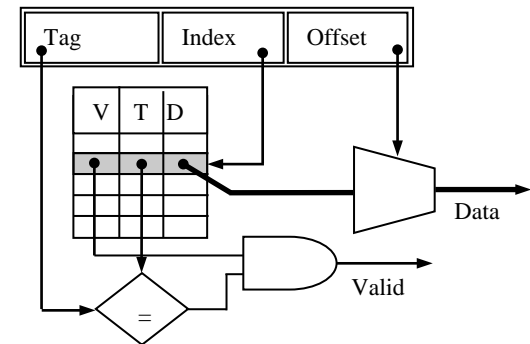 Tag Index Offset
V T D
Data
Valid
=